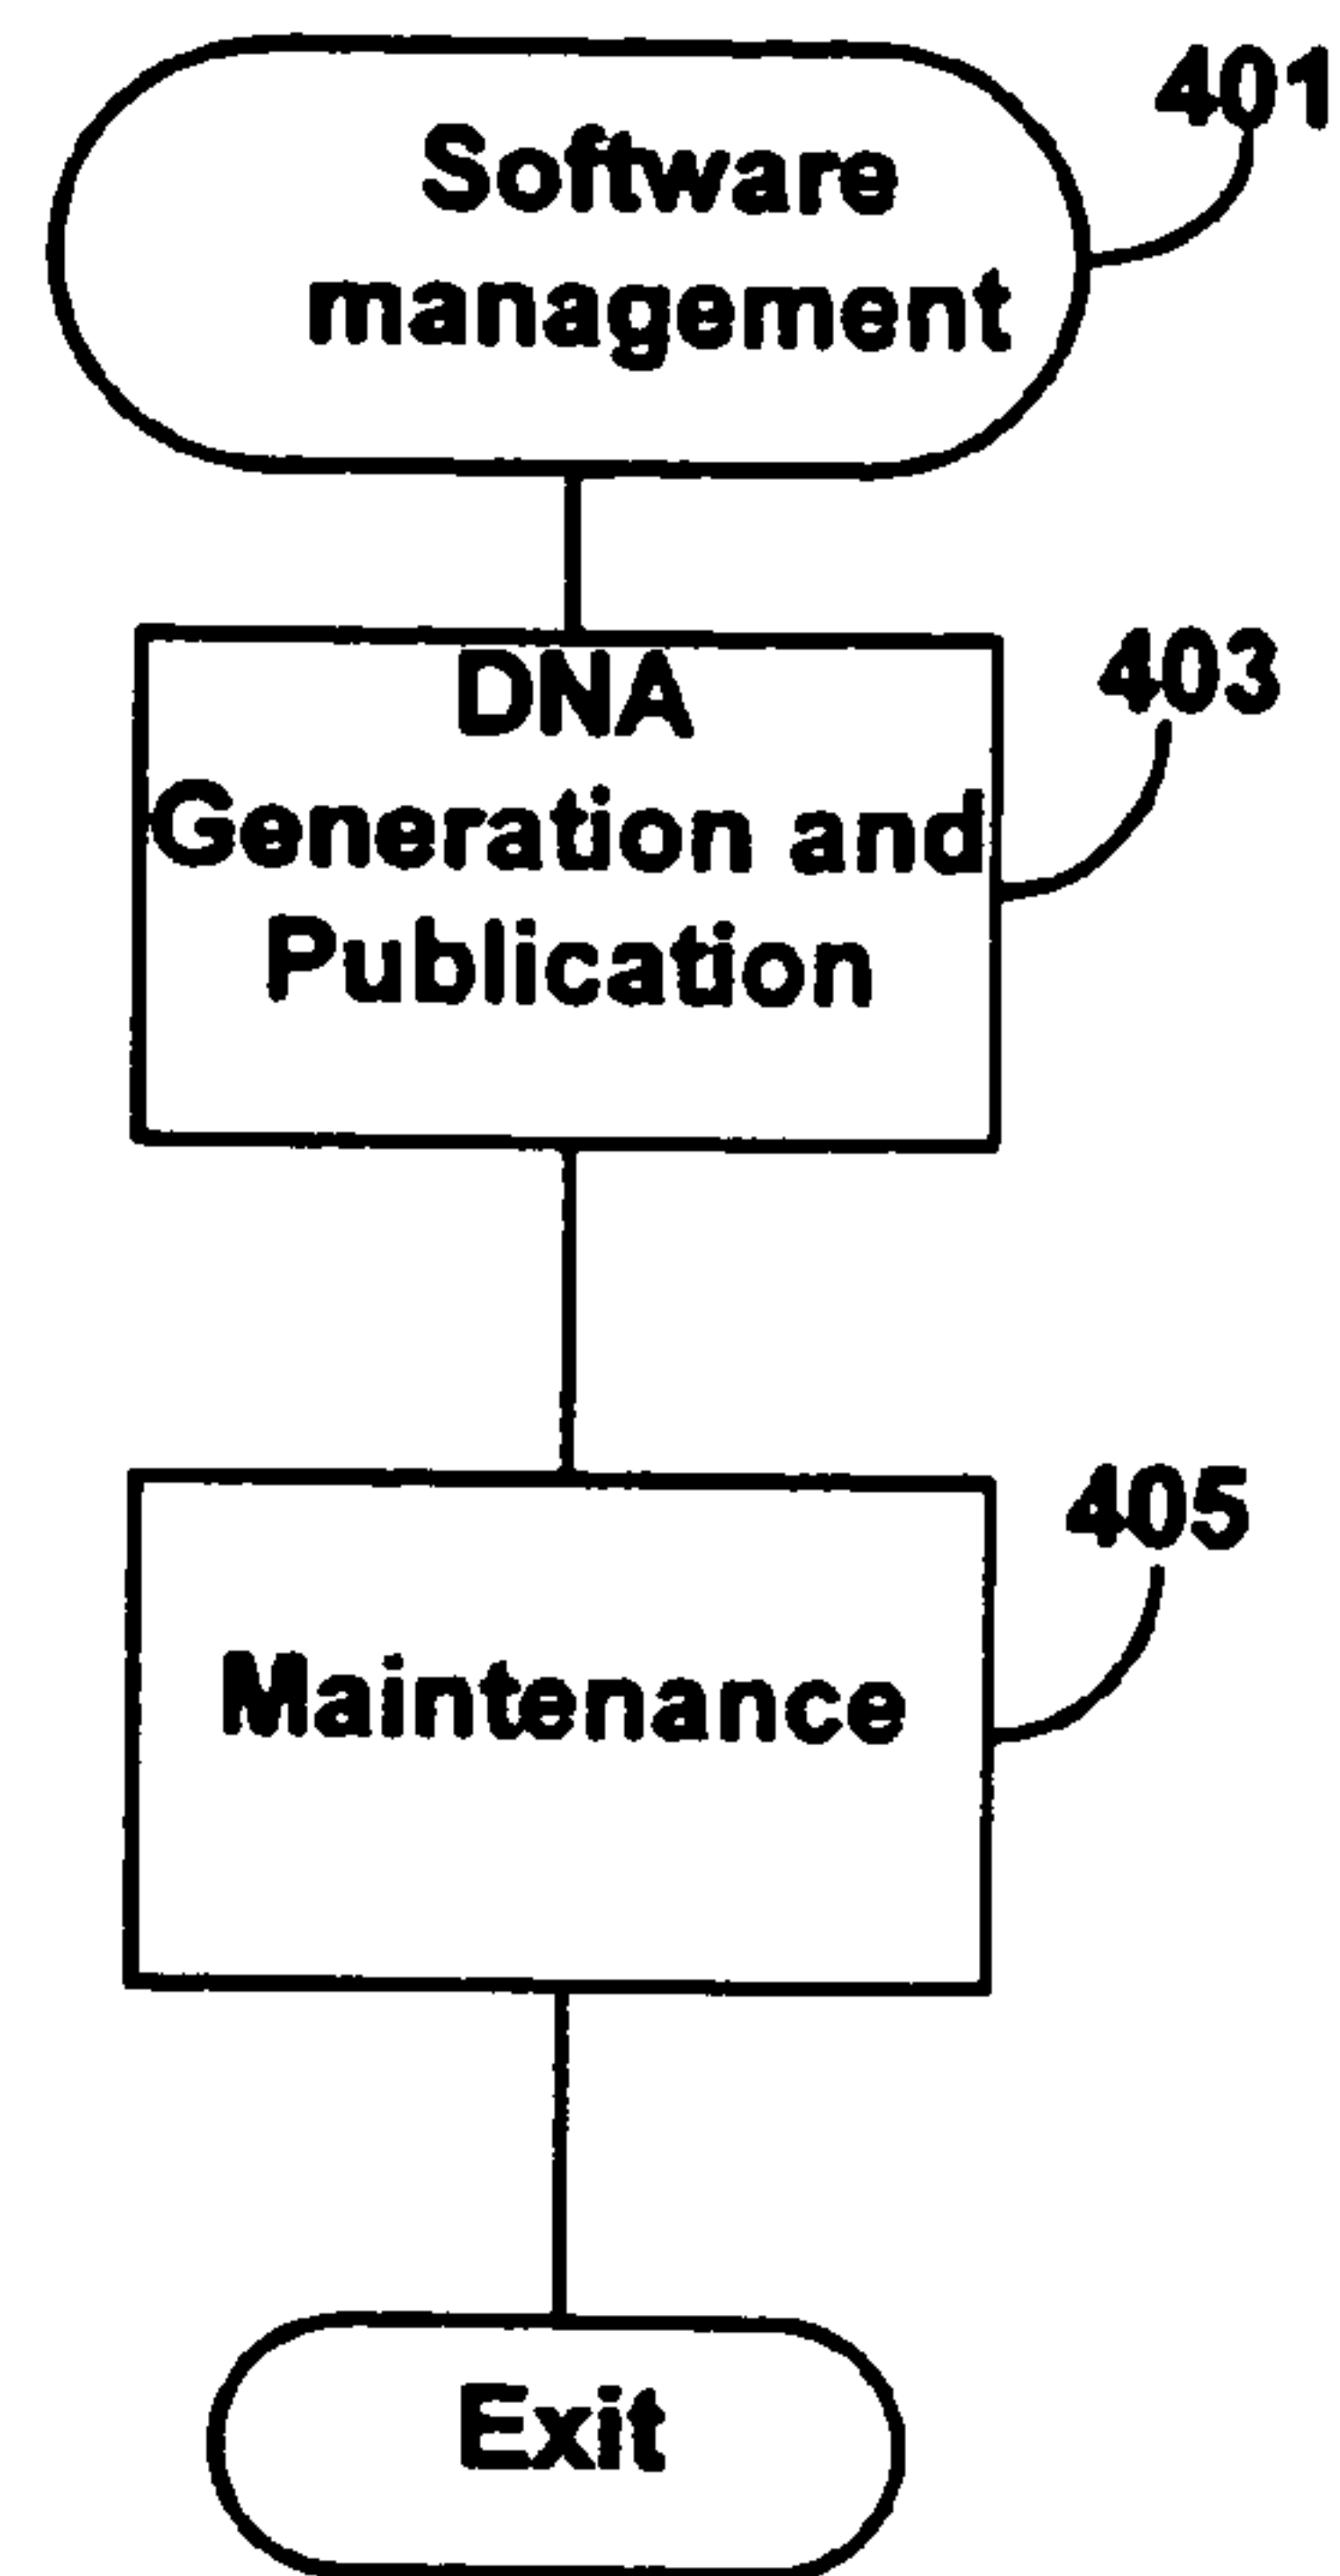 401
Software
management
403
DNA
Generation and
Publication
405
Maintenance
Exit